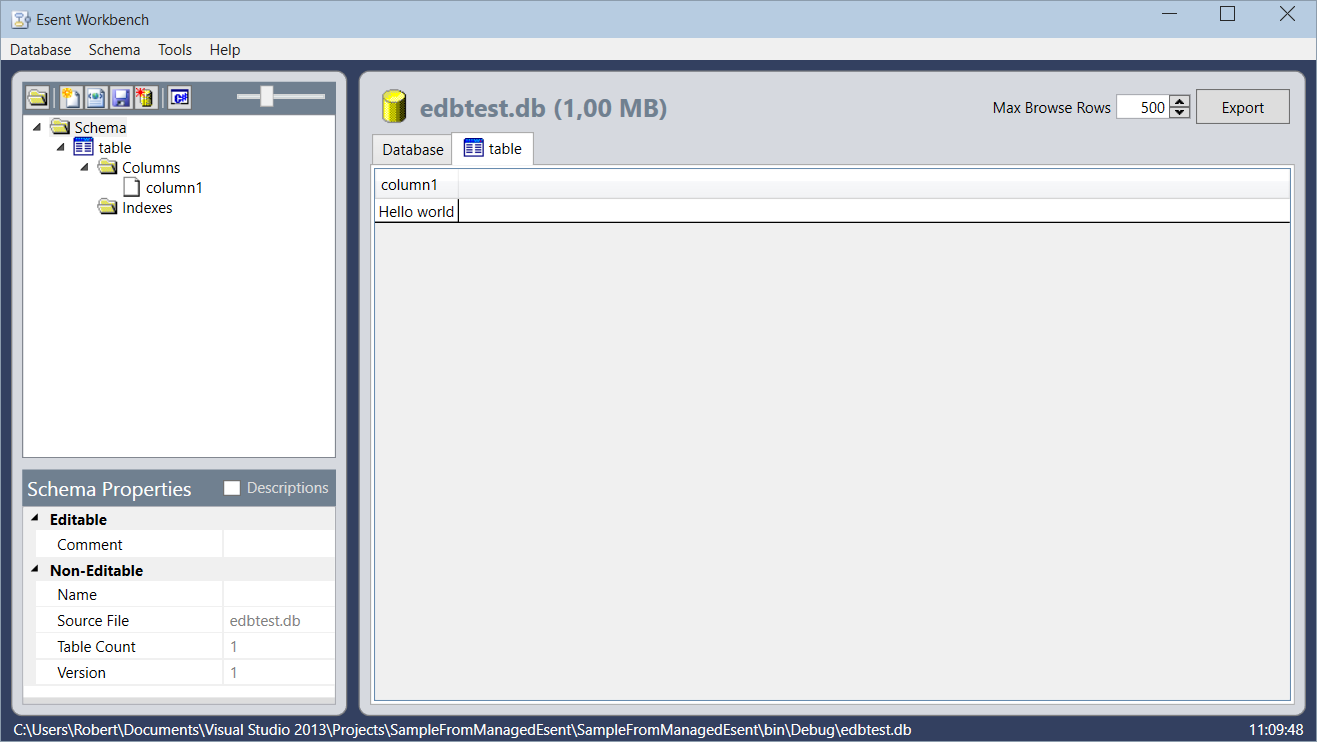 Esent Workbench
Database Schema Tools Help
C#
Schema
table
Columns
column1
Indexes
Schema Properties Descriptions
Editable
Comment
Non-Editable
Name
Source File edbtest.db
Table Count 1
Version 1
edbtest.db (1,00 MB)
Max Browse Rows 500 Export
Database table
column1
Hello world
C:\Users\Robert\Documents\Visual Studio 2013\Projects\SampleFromManagedEsent\SampleFromManagedEsent\bin\Debug\edbtest.db 11:09:48